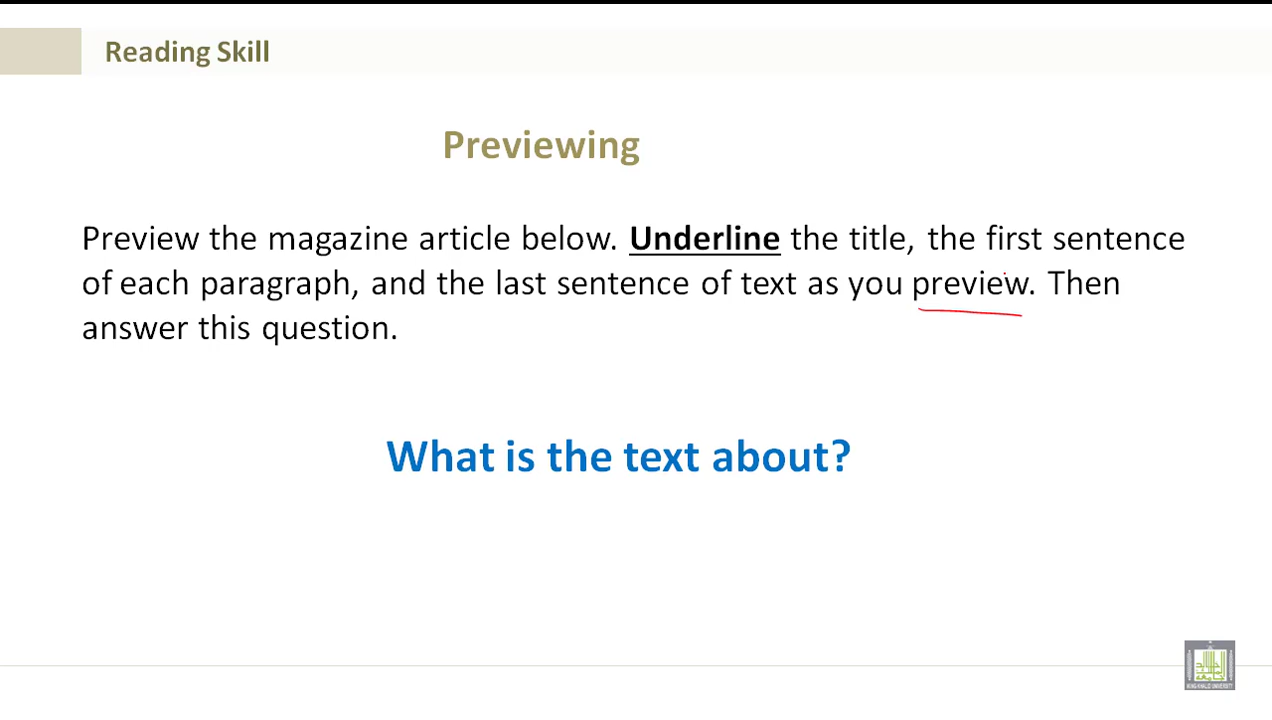 Reading Skill
Previewing
Preview the magazine article below. Underline the title, the first sentence
of each paragraph, and the last sentence of text as you preview. Then
answer this question.
What is the text about?